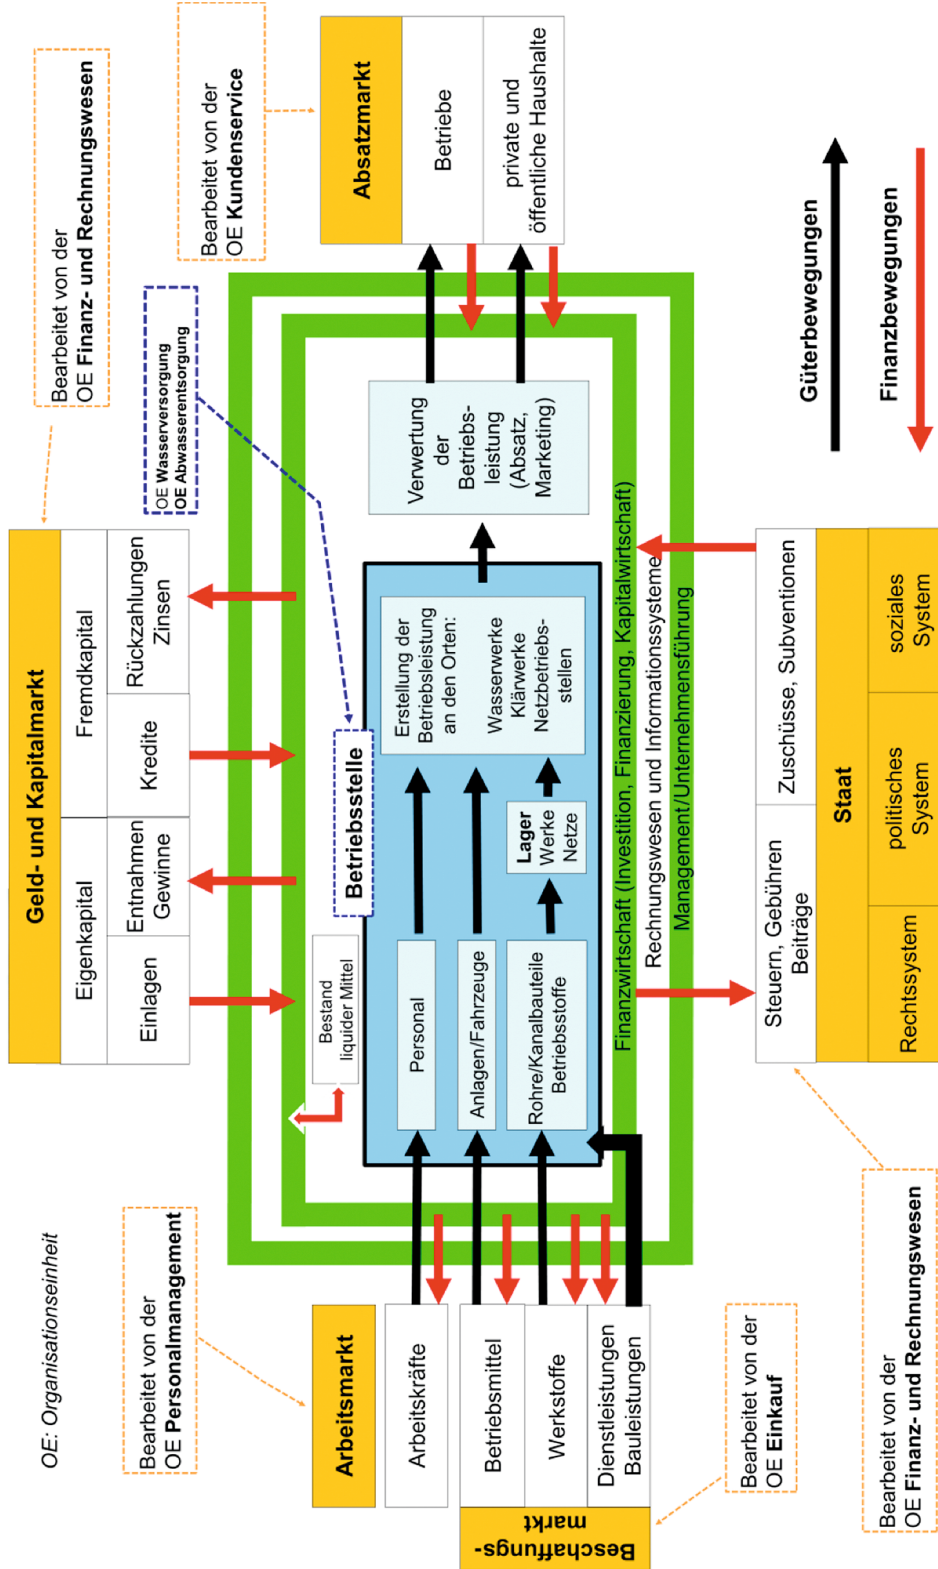 OE: Organisationseinheit
Geld- und Kapitalmarkt
Eigenkapital
Fremdkapital
Einlagen
Entnahmen
Gewinne
Kredite
Rückzahlungen
Zinsen
Bearbeitet von der
OE Finanz- und Rechnungswesen
Bearbeitet von der
OE Personalmanagement
OE Wasserversorgung
OE Abwasserentsorgung
Bearbeitet von der
OE Kundenservice
Arbeitsmarkt
Arbeitskräfte
Beschaffungs-
markt
Betriebsmittel
Werkstoffe
Dienstleistungen
Bauleistungen
Bearbeitet von der
OE Einkauf
Bestand
liquider Mittel
Betriebsstelle
Personal
Anlagen/Fahrzeuge
Rohre/Kanalbauteile
Betriebsstoffe
Lager
Werke
Netze
Erstellung der
Betriebsleistung
an den Orten:
Wasserwerke
Klärwerke
Netzbetriebs-
stellen
Verwertung
der
Betriebs-
leistung
(Absatz,
Marketing)
Absatzmarkt
Betriebe
private und
öffentliche Haushalte
Finanzwirtschaft (Investition, Finanzierung, Kapitalwirtschaft)
Rechnungswesen und Informationssysteme
Management/Unternehmensführung
Steuern, Gebühren
Beiträge
Zuschüsse, Subventionen
Staat
Rechtssystem
politisches
System
soziales
System
Bearbeitet von der
OE Finanz- und Rechnungswesen
Güterbewegungen
Finanzbewegungen